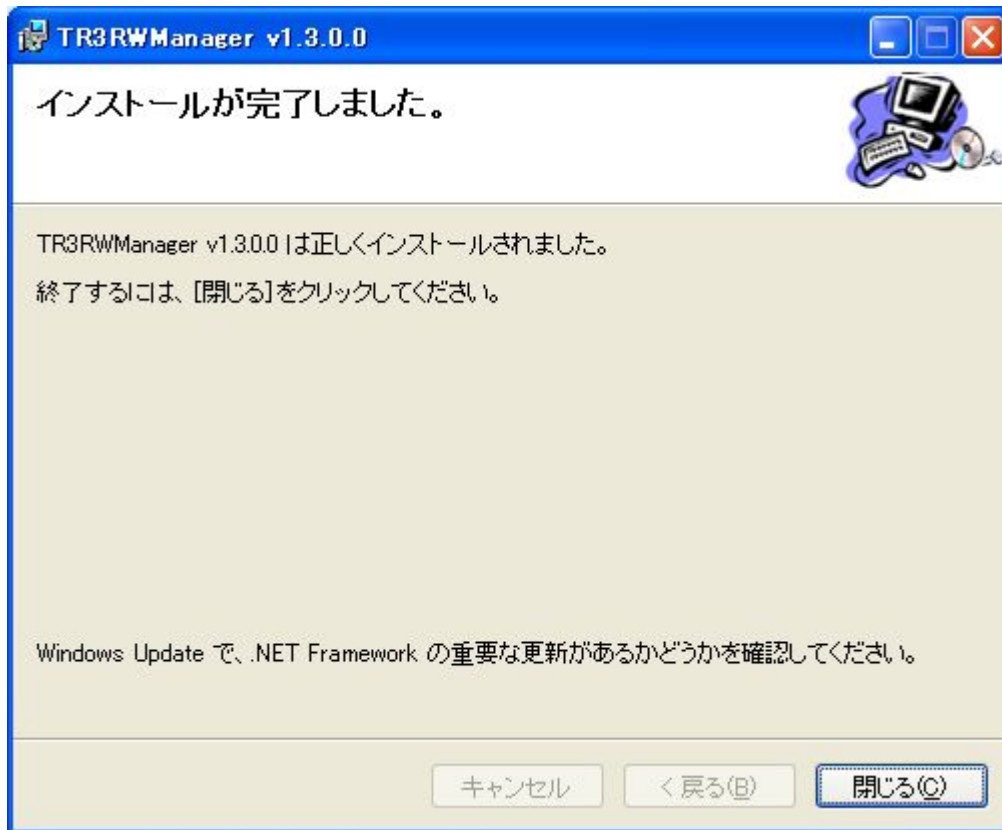 TR3RWManager v1.3.0.0
インストールが完了しました。
TR3RWManager v1.3.0.0 は正しくインストールされました。
終了するには、[閉じる]をクリックしてください。
Windows Update で、.NET Framework の重要な更新があるかどうかを確認してください。
キャンセル
< 戻る(B)
閉じる(C)